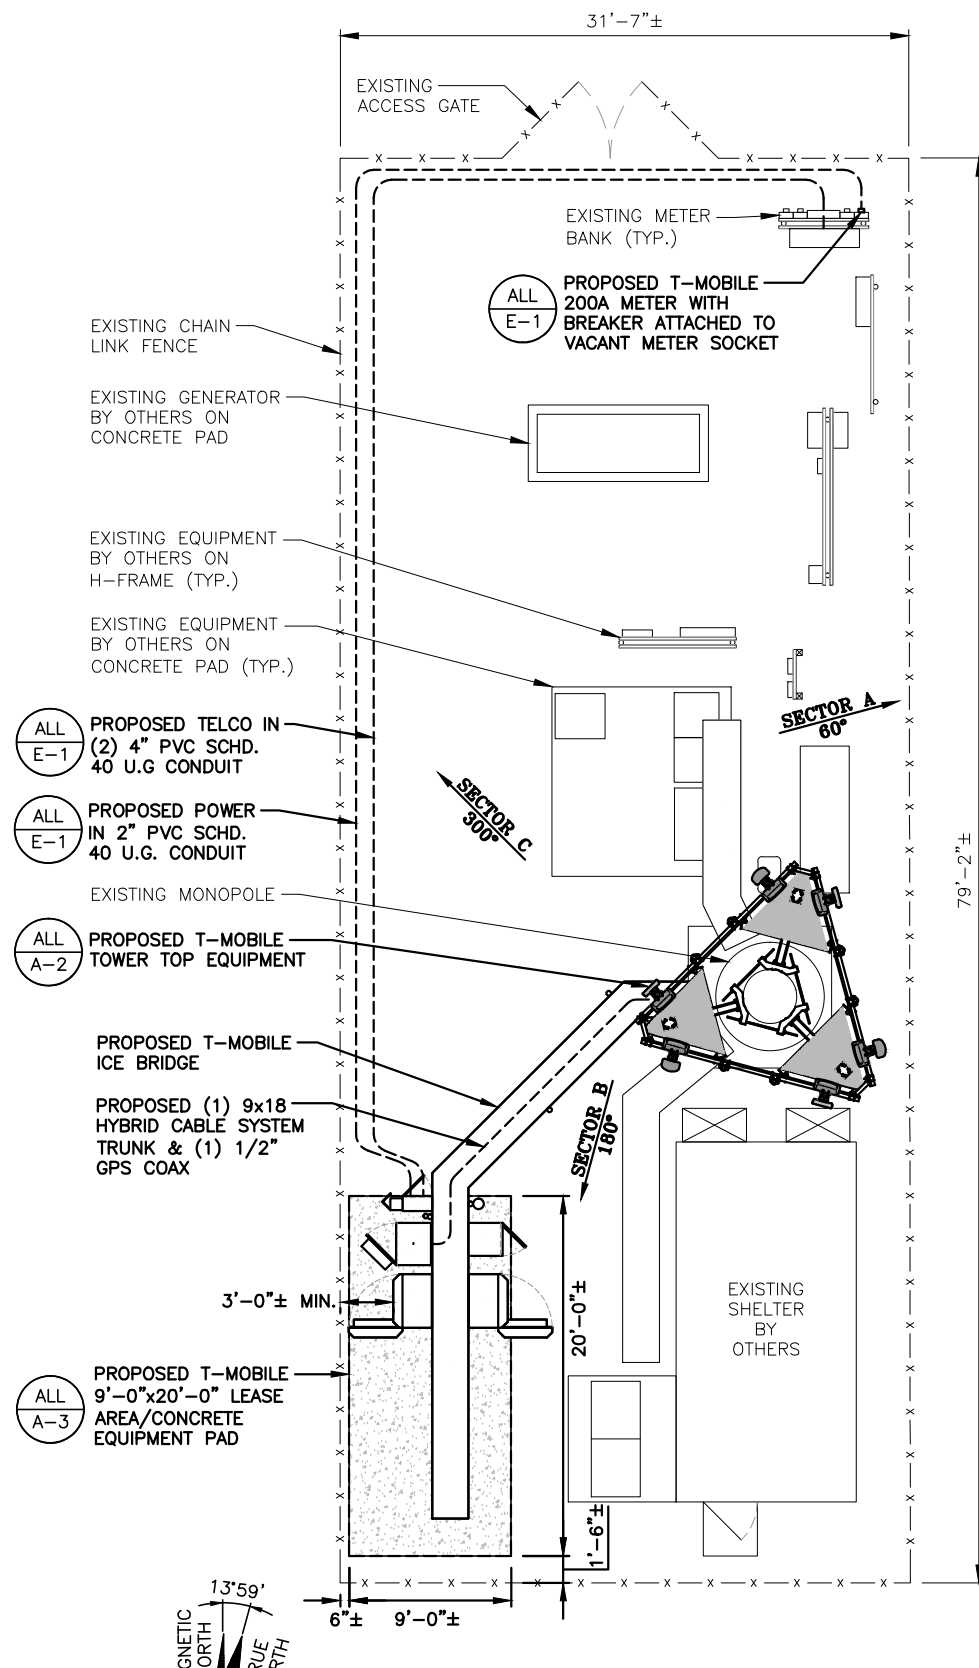 31'-7"±
EXISTING
ACCESS GATE
EXISTING METER
BANK (TYP.)
ALL
E-1
PROPOSED T-MOBILE
200A METER WITH
BREAKER ATTACHED TO
VACANT METER SOCKET
EXISTING CHAIN
LINK FENCE
EXISTING GENERATOR
BY OTHERS ON
CONCRETE PAD
EXISTING EQUIPMENT
BY OTHERS ON
H-FRAME (TYP.)
EXISTING EQUIPMENT
BY OTHERS ON
CONCRETE PAD (TYP.)
SECTOR A
60°
ALL
E-1
PROPOSED TELCO IN
(2) 4" PVC SCHD.
40 U.G CONDUIT
SECTOR C
300°
ALL
E-1
PROPOSED POWER
IN 2" PVC SCHD.
40 U.G. CONDUIT
79'-2"±
EXISTING MONOPOLE
ALL
A-2
PROPOSED T-MOBILE
TOWER TOP EQUIPMENT
PROPOSED T-MOBILE
ICE BRIDGE
PROPOSED (1) 9x18
HYBRID CABLE SYSTEM
TRUNK & (1) 1/2"
GPS COAX
SECTOR B
180°
3'-0"± MIN.
20'-0"±
EXISTING
SHELTER
BY
OTHERS
ALL
A-3
PROPOSED T-MOBILE
9'-0"x20'-0" LEASE
AREA/CONCRETE
EQUIPMENT PAD
1'-6"±
6"±
9'-0"±
13°59'
GNETIC
ORTH
RUE
RTH